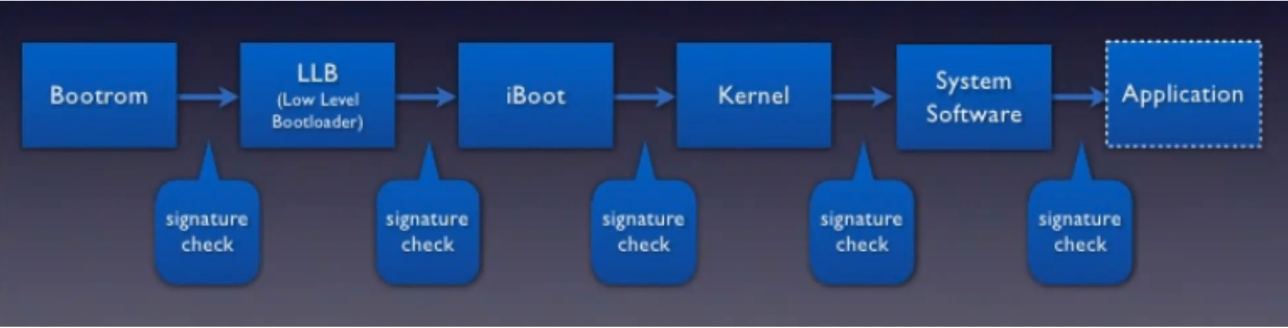 Bootrom
LLB
(Low Level
Bootloader)
iBoot
Kernel
System
Software
Application
signature
check
signature
check
signature
check
signature
check
signature
check